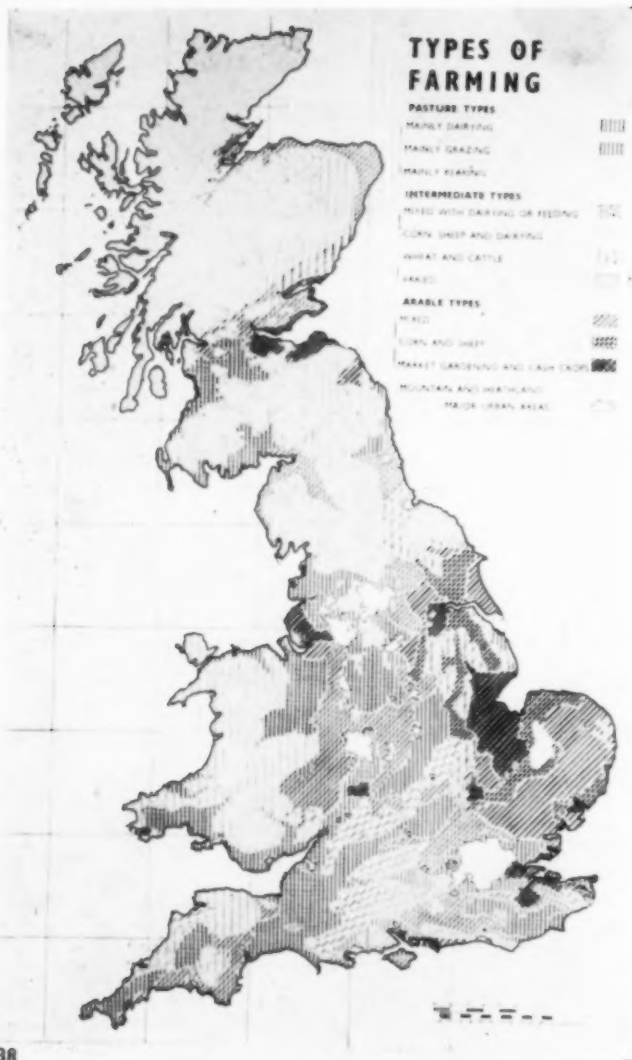 TYPES OF
FARMING
PASTURE TYPES
MAINLY DAIRYING
MAINLY GRAZING
MAINLY REARING
INTERMEDIATE TYPES
MIXED WITH DAIRYING OR FEEDING
CORN, SHEEP AND DAIRYING
WHEAT AND CATTLE
VARIED
ARABLE TYPES
MIXED
CORN AND SHEEP
MARKET GARDENING AND CASH CROPS
MOUNTAIN AND HEATHLAND
MAJOR URBAN AREAS
38